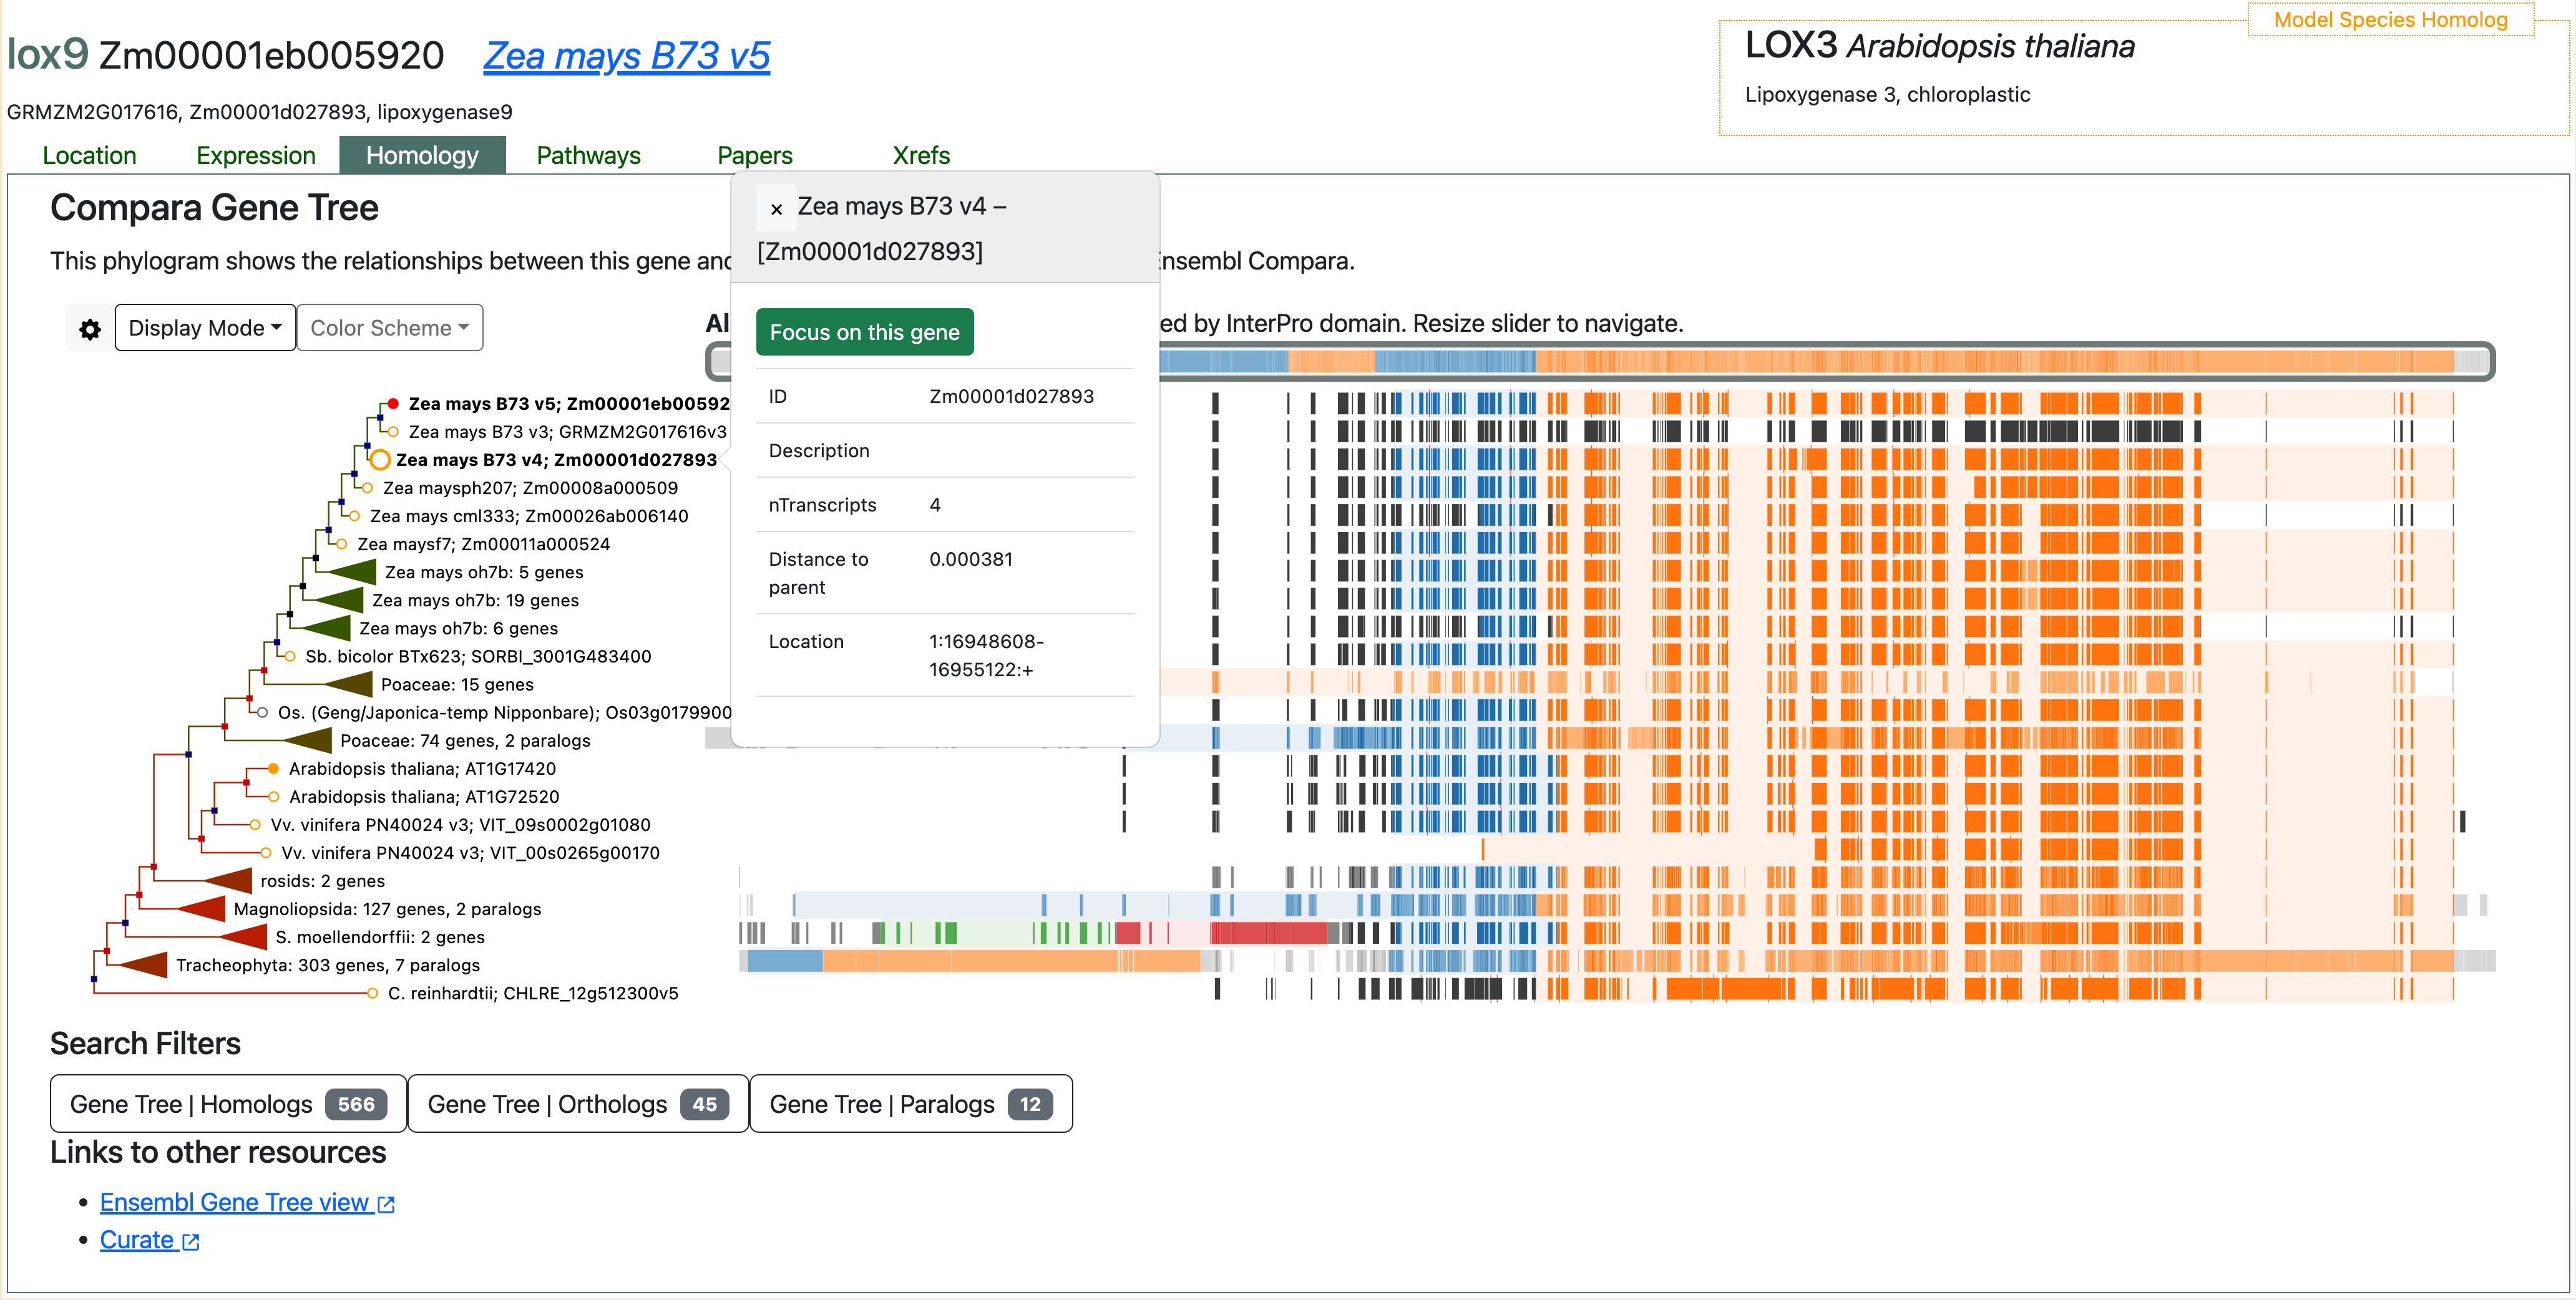 Model Species Homolog
lox9 Zm00001eb005920 Zea mays B73 v5
LOX3 Arabidopsis thaliana
Lipoxygenase 3, chloroplastic
GRMZM2G017616, Zm00001d027893, lipoxygenase9
Location Expression Homology Pathways Papers Xrefs
Compara Gene Tree
This phylogram shows the relationships between this gene and Ensembl Compara.
Display Mode Color Scheme
ed by InterPro domain. Resize slider to navigate.
× Zea mays B73 v4 –
[Zm00001d027893]
Focus on this gene
ID Zm00001d027893
Description
nTranscripts 4
Distance to
parent
0.000381
Location 1:16948608-
16955122:+
Zea mays B73 v5; Zm00001eb00592
Zea mays B73 v3; GRMZM2G017616v3
Zea mays B73 v4; Zm00001d027893
Zea maysph207; Zm00008a000509
Zea mays cml333; Zm00026ab006140
Zea maysf7; Zm00011a000524
Zea mays oh7b: 5 genes
Zea mays oh7b: 19 genes
Zea mays oh7b: 6 genes
Sb. bicolor BTx623; SORBI_3001G483400
Poaceae: 15 genes
Os. (Geng/Japonica-temp Nipponbare); Os03g0179900
Poaceae: 74 genes, 2 paralogs
Arabidopsis thaliana; AT1G17420
Arabidopsis thaliana; AT1G72520
Vv. vinifera PN40024 v3; VIT_09s0002g01080
Vv. vinifera PN40024 v3; VIT_00s0265g00170
rosids: 2 genes
Magnoliopsida: 127 genes, 2 paralogs
S. moellendorffii: 2 genes
Tracheophyta: 303 genes, 7 paralogs
C. reinhardtii; CHLRE_12g512300v5
Search Filters
Gene Tree | Homologs 566
Gene Tree | Orthologs 45
Gene Tree | Paralogs 12
Links to other resources
• Ensembl Gene Tree view
• Curate